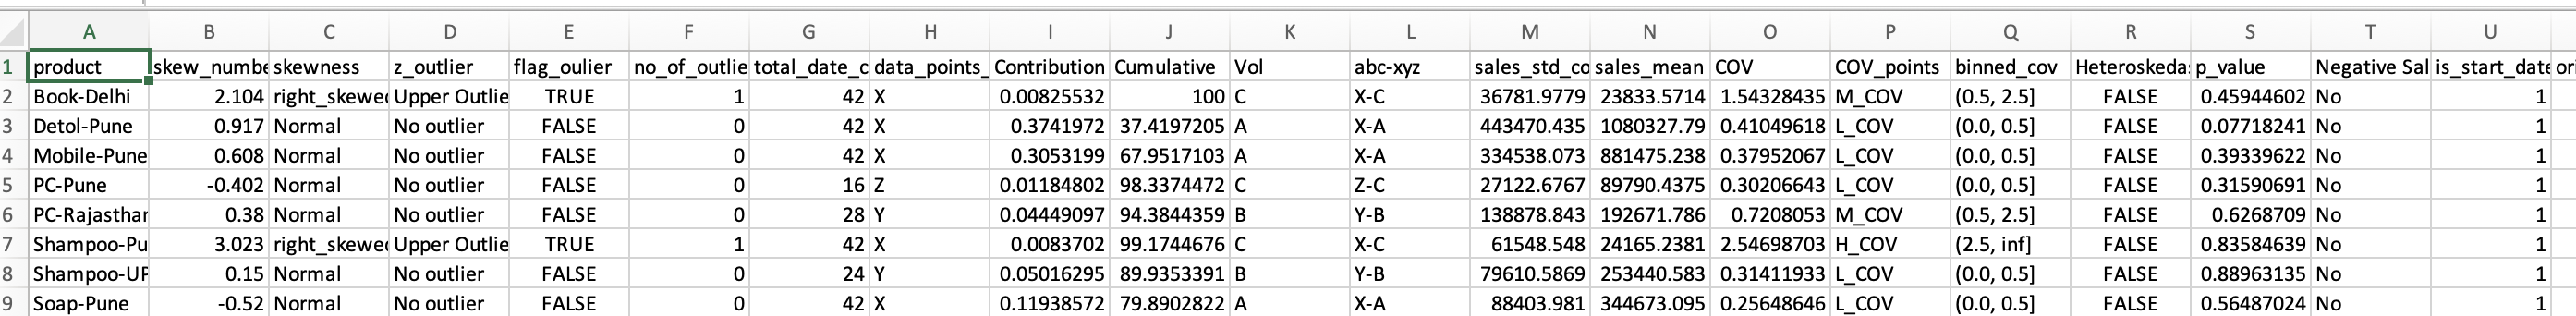 A B C D E F G H I J K L M N O P Q R S T U
1 product skew_numbe skewness z_outlier flag_oulier no_of_outlie total_date_c data_points_ Contribution Cumulative Vol abc-xyz sales_std_co sales_mean COV COV_points binned_cov Heteroskeda p_value Negative Sal is_start_date ori
2 Book-Delhi 2.104 right_skewed Upper Outlie TRUE 1 42 X 0.00825532 100 C X-C 36781.9779 23833.5714 1.54328435 M_COV (0.5, 2.5] FALSE 0.45944602 No 1
3 Detol-Pune 0.917 Normal No outlier FALSE 0 42 X 0.3741972 37.4197205 A X-A 443470.435 1080327.79 0.41049618 L_COV (0.0, 0.5] FALSE 0.07718241 No 1
4 Mobile-Pune 0.608 Normal No outlier FALSE 0 42 X 0.3053199 67.9517103 A X-A 334538.073 881475.238 0.37952067 L_COV (0.0, 0.5] FALSE 0.39339622 No 1
5 PC-Pune -0.402 Normal No outlier FALSE 0 16 Z 0.01184802 98.3374472 C Z-C 27122.6767 89790.4375 0.30206643 L_COV (0.0, 0.5] FALSE 0.31590691 No 1
6 PC-Rajasthan 0.38 Normal No outlier FALSE 0 28 Y 0.04449097 94.3844359 B Y-B 138878.843 192671.786 0.7208053 M_COV (0.5, 2.5] FALSE 0.6268709 No 1
7 Shampoo-Pu 3.023 right_skewed Upper Outlie TRUE 1 42 X 0.0083702 99.1744676 C X-C 61548.548 24165.2381 2.54698703 H_COV (2.5, inf] FALSE 0.83584639 No 1
8 Shampoo-UP 0.15 Normal No outlier FALSE 0 24 Y 0.05016295 89.9353391 B Y-B 79610.5869 253440.583 0.31411933 L_COV (0.0, 0.5] FALSE 0.88963135 No 1
9 Soap-Pune -0.52 Normal No outlier FALSE 0 42 X 0.11938572 79.8902822 A X-A 88403.981 344673.095 0.25648646 L_COV (0.0, 0.5] FALSE 0.56487024 No 1